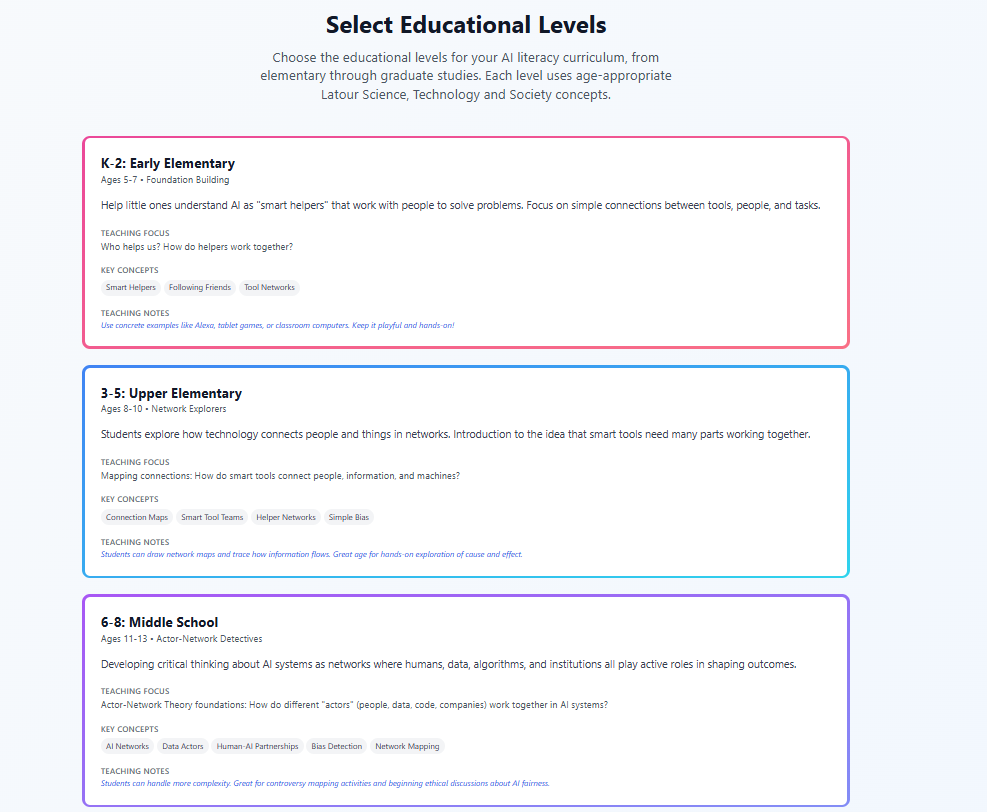 Select Educational Levels
Choose the educational levels for your AI literacy curriculum, from
elementary through graduate studies. Each level uses age-appropriate
Latour Science, Technology and Society concepts.
K-2: Early Elementary
Ages 5-7 • Foundation Building
Help little ones understand AI as "smart helpers" that work with people to solve problems. Focus on simple connections between tools, people, and tasks.
TEACHING FOCUS
Who helps us? How do helpers work together?
KEY CONCEPTS
Smart Helpers Following Friends Tool Networks
TEACHING NOTES
Use concrete examples like Alexa, tablet games, or classroom computers. Keep it playful and hands-on!
3-5: Upper Elementary
Ages 8-10 • Network Explorers
Students explore how technology connects people and things in networks. Introduction to the idea that smart tools need many parts working together.
TEACHING FOCUS
Mapping connections: How do smart tools connect people, information, and machines?
KEY CONCEPTS
Connection Maps Smart Tool Teams Helper Networks Simple Bias
TEACHING NOTES
Students can draw network maps and trace how information flows. Great age for hands-on exploration of cause and effect.
6-8: Middle School
Ages 11-13 • Actor-Network Detectives
Developing critical thinking about AI systems as networks where humans, data, algorithms, and institutions all play active roles in shaping outcomes.
TEACHING FOCUS
Actor-Network Theory foundations: How do different "actors" (people, data, code, companies) work together in AI systems?
KEY CONCEPTS
AI Networks Data Actors Human-AI Partnerships Bias Detection Network Mapping
TEACHING NOTES
Students can handle more complexity. Great for controversy mapping activities and beginning ethical discussions about AI fairness.